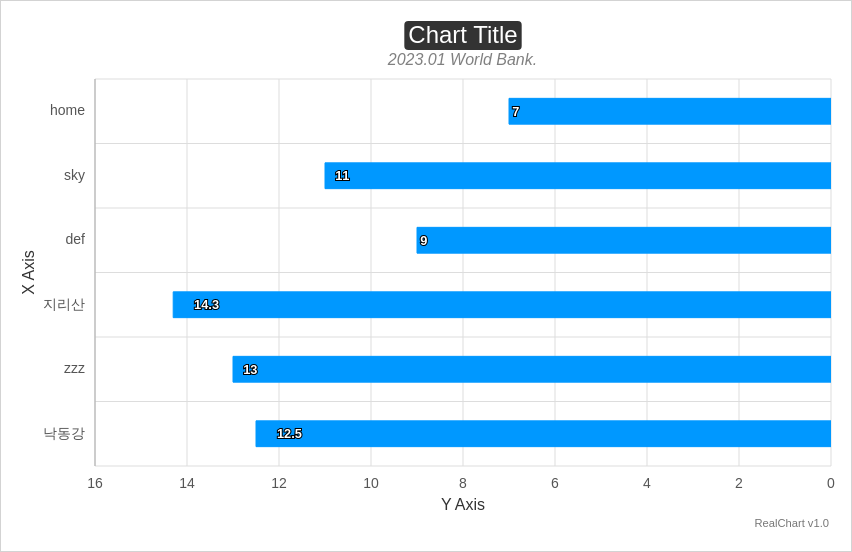 Chart Title
2023.01 World Bank.
home
7
sky
11
def
9
X Axis
지리산
14.3
zzz
13
낙동강
12.5
16 14 12 10 8 6 4 2 0
Y Axis
RealChart v1.0